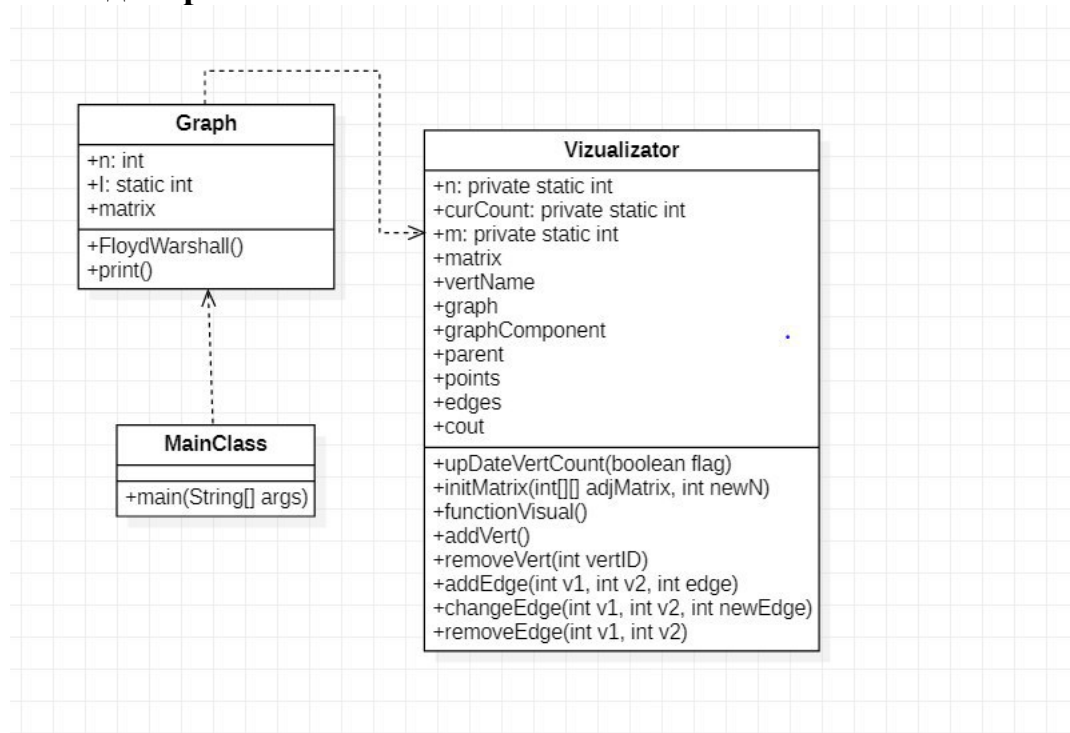 Graph
+n: int
+l: static int
+matrix
+FloydWarshall()
+print()
MainClass
+main(String[] args)
Vizualizator
+n: private static int
+curCount: private static int
+m: private static int
+matrix
+vertName
+graph
+graphComponent
+parent
+points
+edges
+cout
+upDateVertCount(boolean flag)
+initMatrix(int[][] adjMatrix, int newN)
+functionVisual()
+addVert()
+removeVert(int vertID)
+addEdge(int v1, int v2, int edge)
+changeEdge(int v1, int v2, int newEdge)
+removeEdge(int v1, int v2)